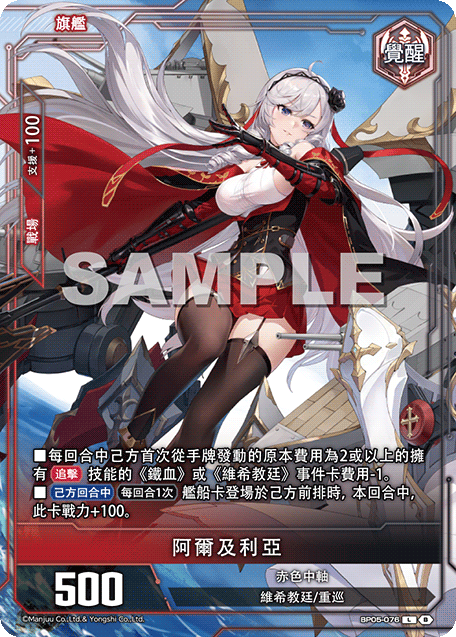 旗艦
覺醒
支援+100
戰場
SAMPLE
■每回合中己方首次從手牌發動的原本費用為2或以上的擁
有 追擊 技能的《鐵血》或《維希教廷》事件卡費用-1。
■ 己方回合中 每回合1次 艦船卡登場於己方前排時, 本回合中,
此卡戰力+100。
阿爾及利亞
500
赤色中軸
維希教廷/重巡
©Manjuu Co.,Ltd. & Yongshi Co.,Ltd.
BP05-076 L B